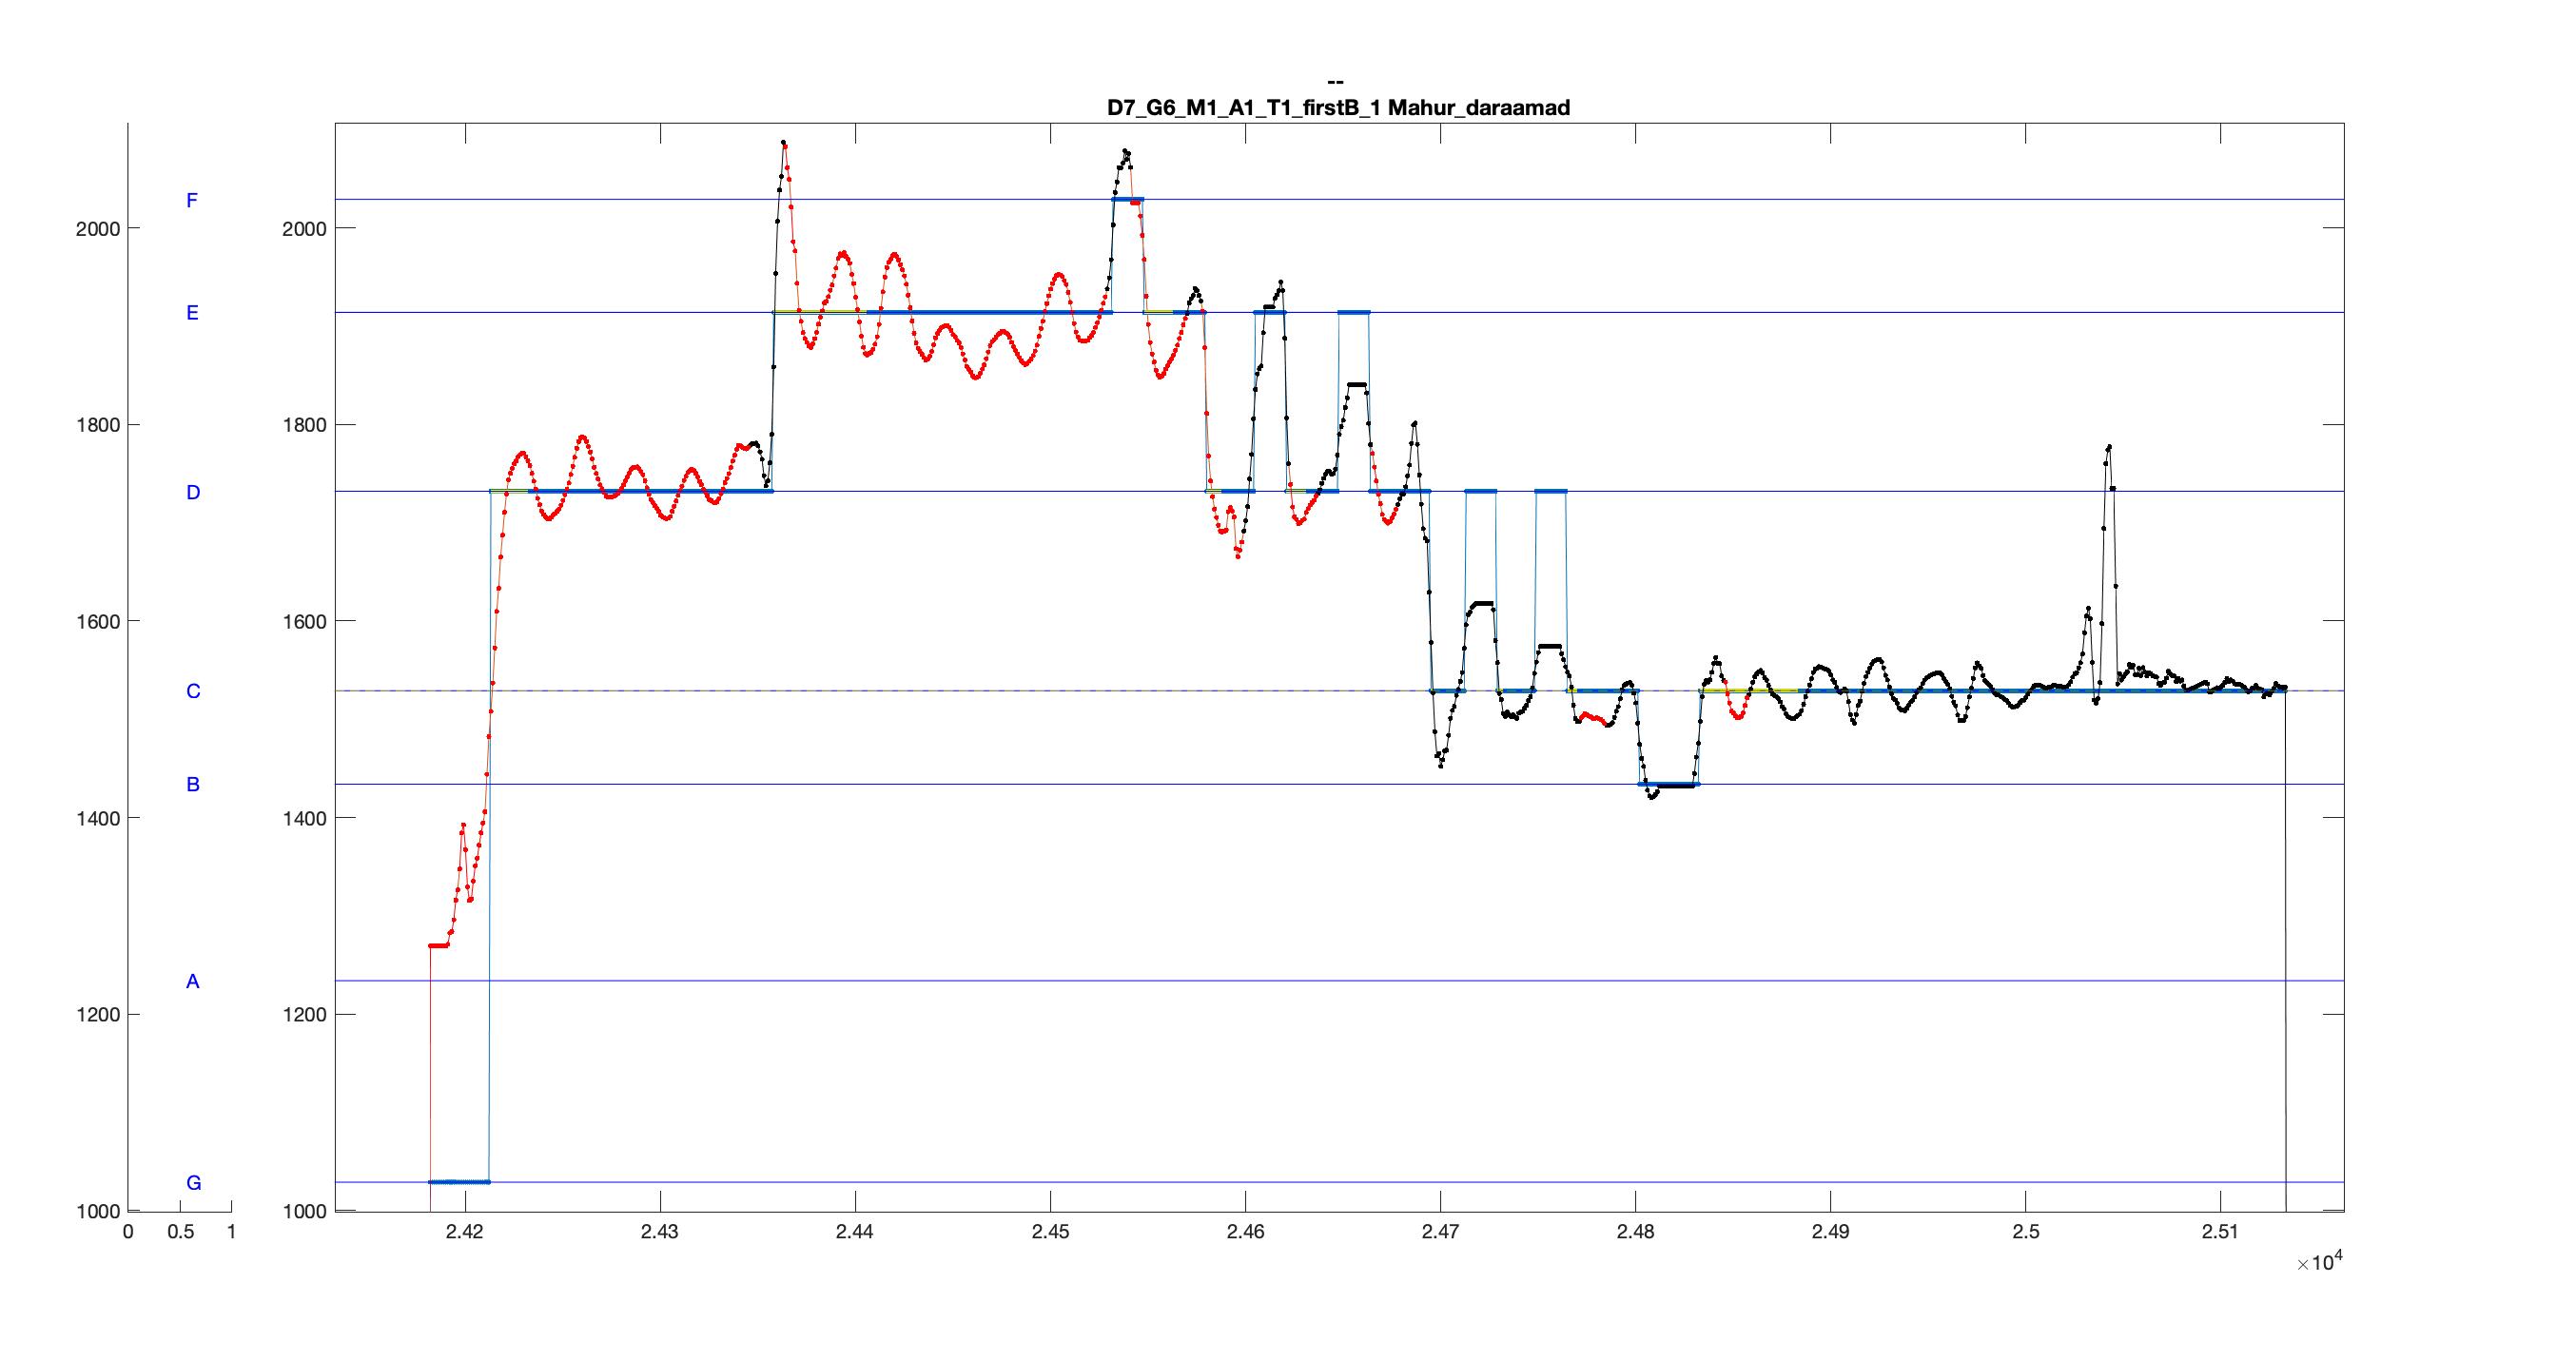 --
D7_G6_M1_A1_T1_firstB_1 Mahur_daraamad
F
2000 2000
E
1800 1800
D
1600 1600
C
B
1400 1400
A
1200 1200
G
1000 1000
0 0.5 1 2.42 2.43 2.44 2.45 2.46 2.47 2.48 2.49 2.5 2.51
×10⁴